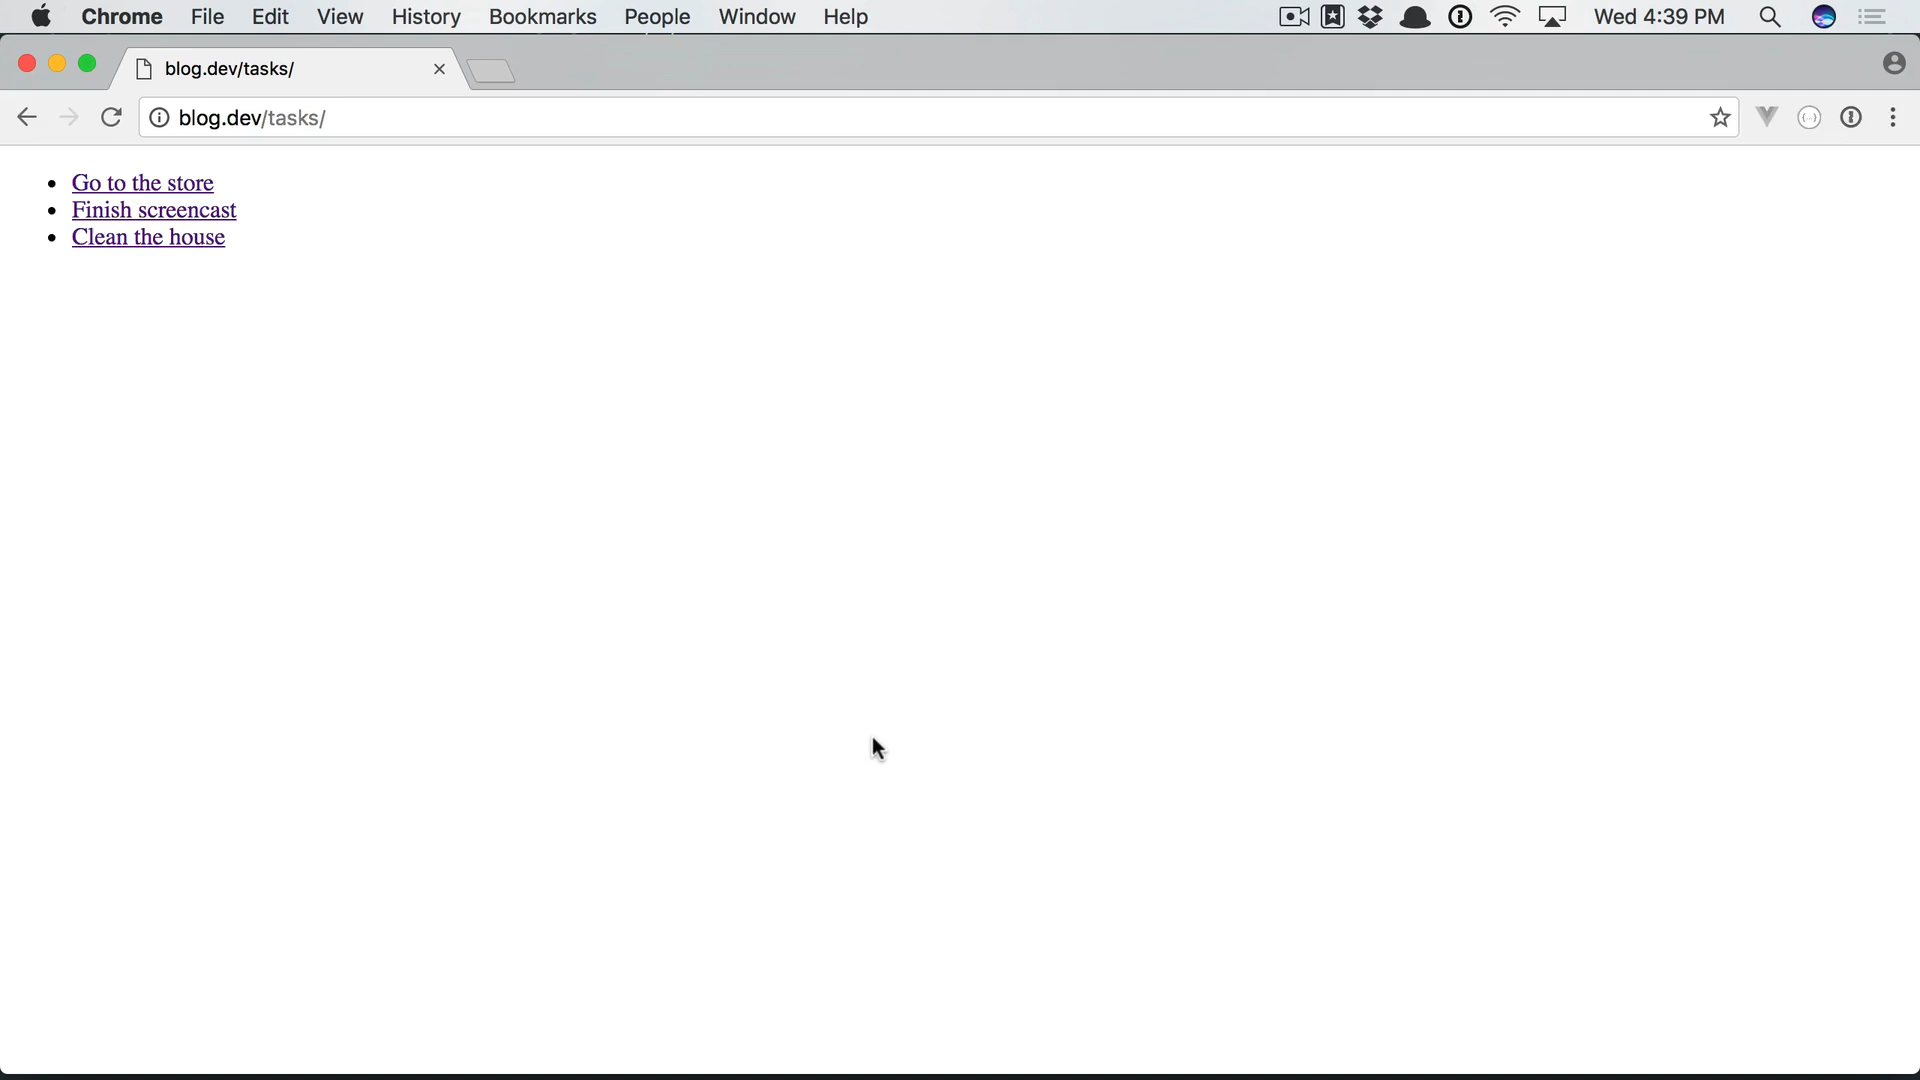 Chrome File Edit View History Bookmarks People Window Help Wed 4:39 PM
blog.dev/tasks/
blog.dev/tasks/
Go to the store
Finish screencast
Clean the house